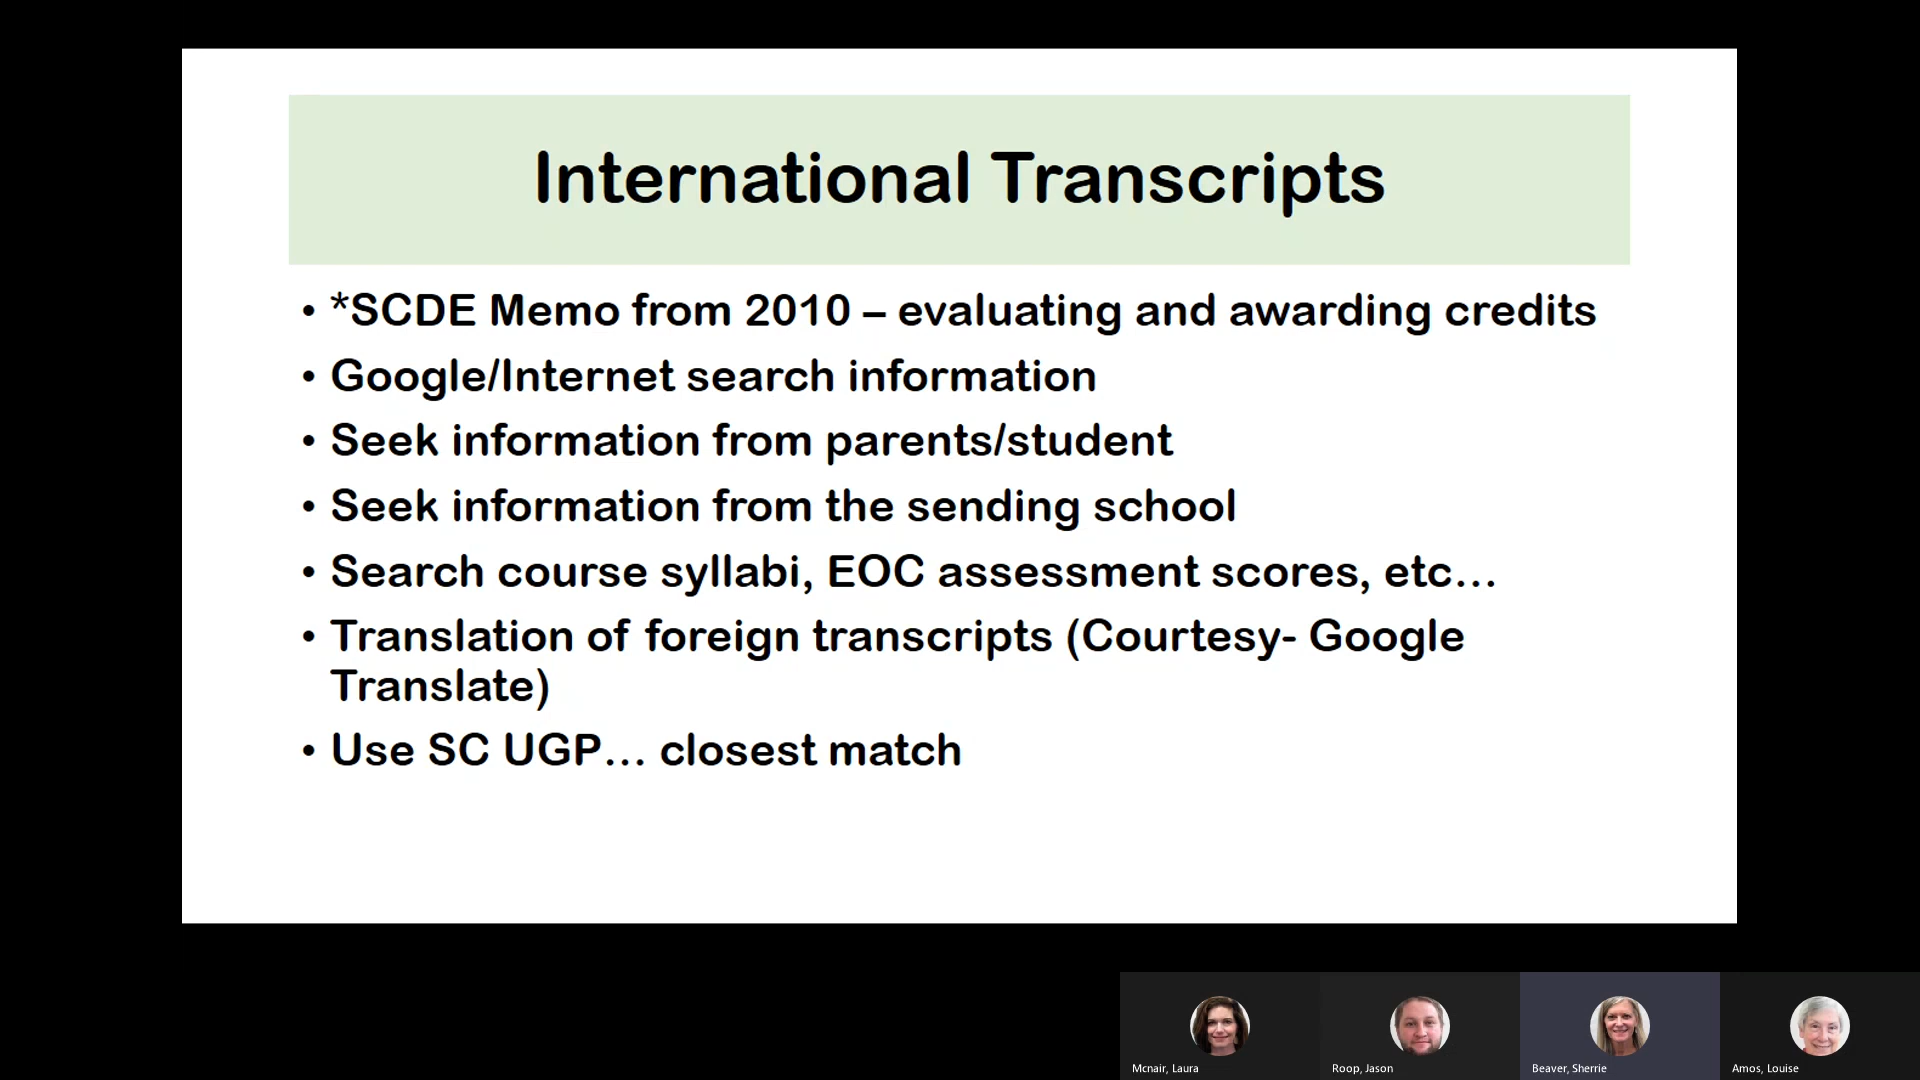 International Transcripts
• *SCDE Memo from 2010 – evaluating and awarding credits
• Google/Internet search information
• Seek information from parents/student
• Seek information from the sending school
• Search course syllabi, EOC assessment scores, etc…
• Translation of foreign transcripts (Courtesy- Google
Translate)
• Use SC UGP… closest match
Mcnair, Laura
Roop, Jason
Beaver, Sherrie
Amos, Louise